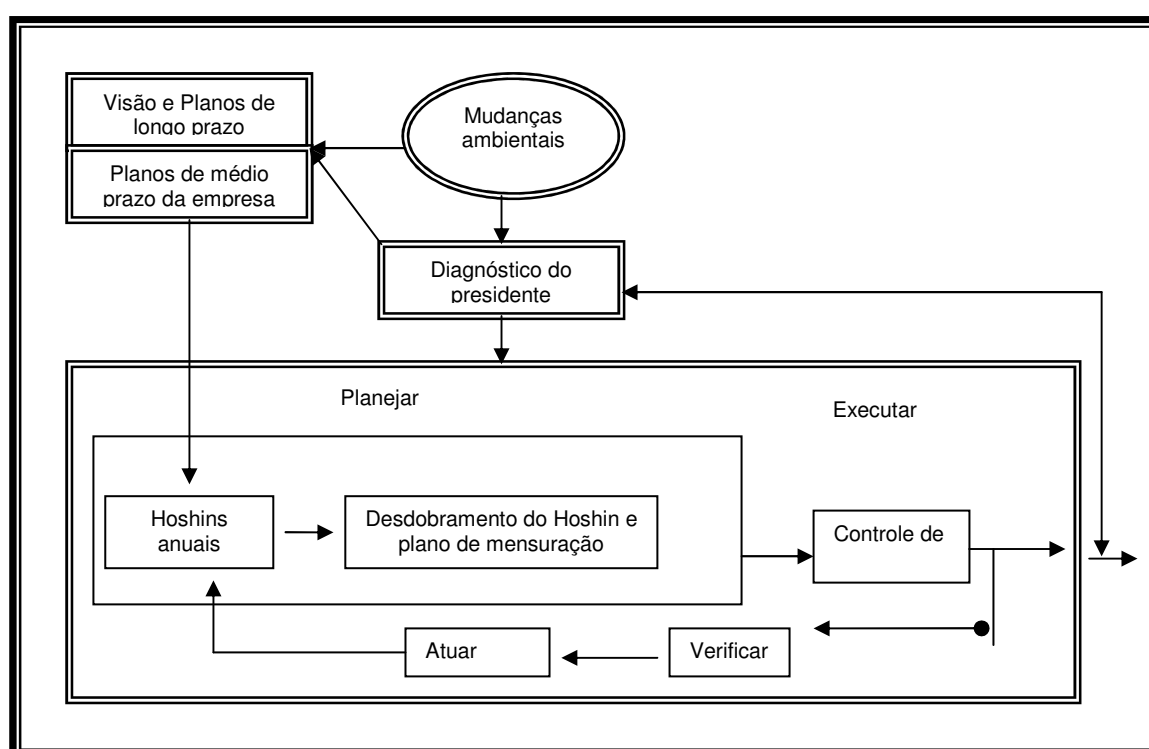 Visão e Planos de
longo prazo
Mudanças
ambientais
Planos de médio
prazo da empresa
Diagnóstico do
presidente
Planejar
Executar
Hoshins
anuais
Desdobramento do Hoshin e
plano de mensuração
Controle de
Atuar
Verificar